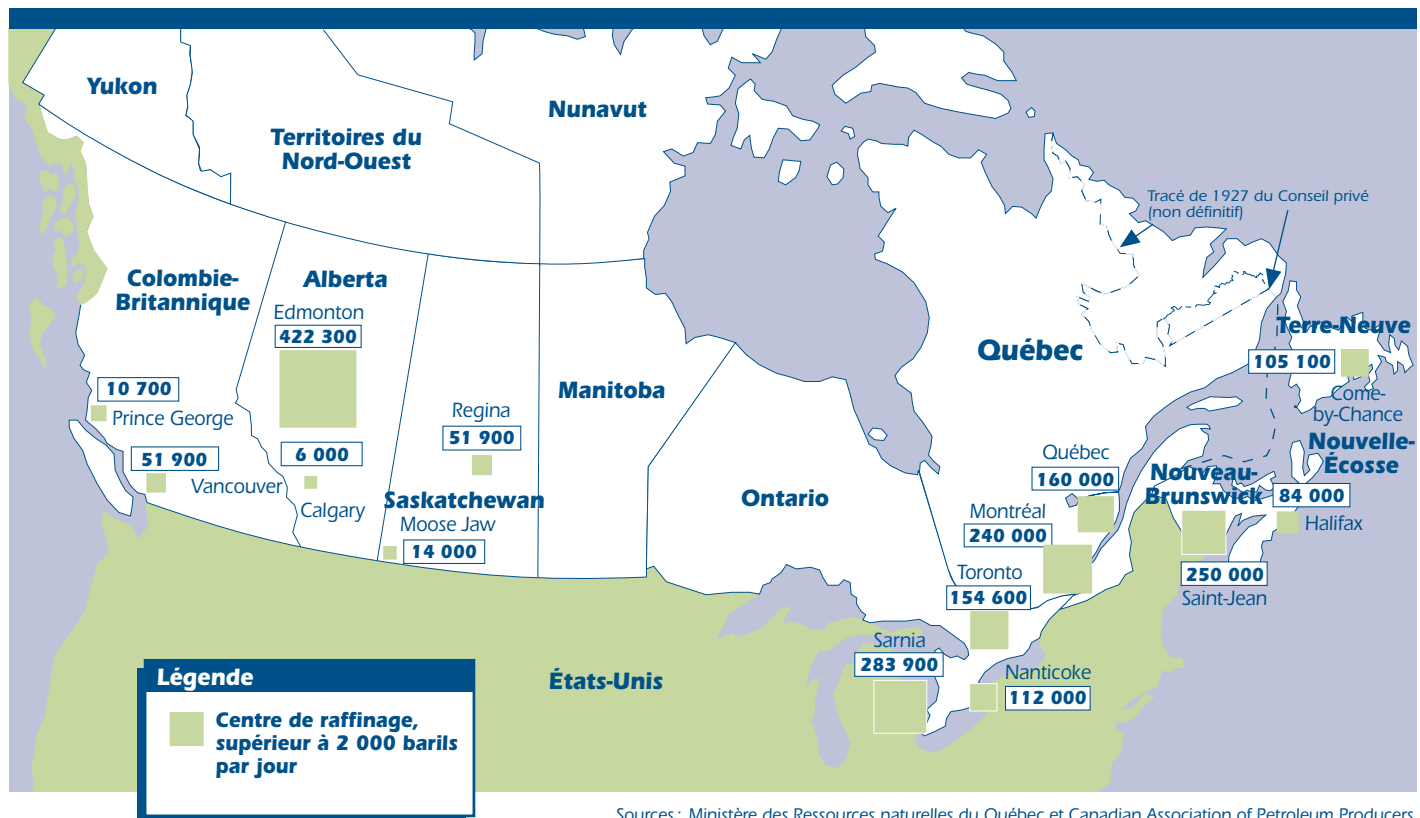 Yukon
Territoires du
Nord-Ouest
Nunavut
Tracé de 1927 du Conseil privé
(non définitif)
Colombie-
Britannique
Alberta
Edmonton
422 300
10 700
Prince George
51 900
Vancouver
6 000
Calgary
Regina
51 900
Saskatchewan
Moose Jaw
14 000
Manitoba
Ontario
Québec
Terre-Neuve
105 100
Come-
by-Chance
Nouvelle-
Écosse
84 000
Halifax
Nouveau-
Brunswick
250 000
Saint-Jean
Québec
160 000
Montréal
240 000
Toronto
154 600
Sarnia
283 900
Nanticoke
112 000
États-Unis
Légende
Centre de raffinage,
supérieur à 2 000 barils
par jour
Sources : Ministère des Ressources naturelles du Québec et Canadian Association of Petroleum Producers